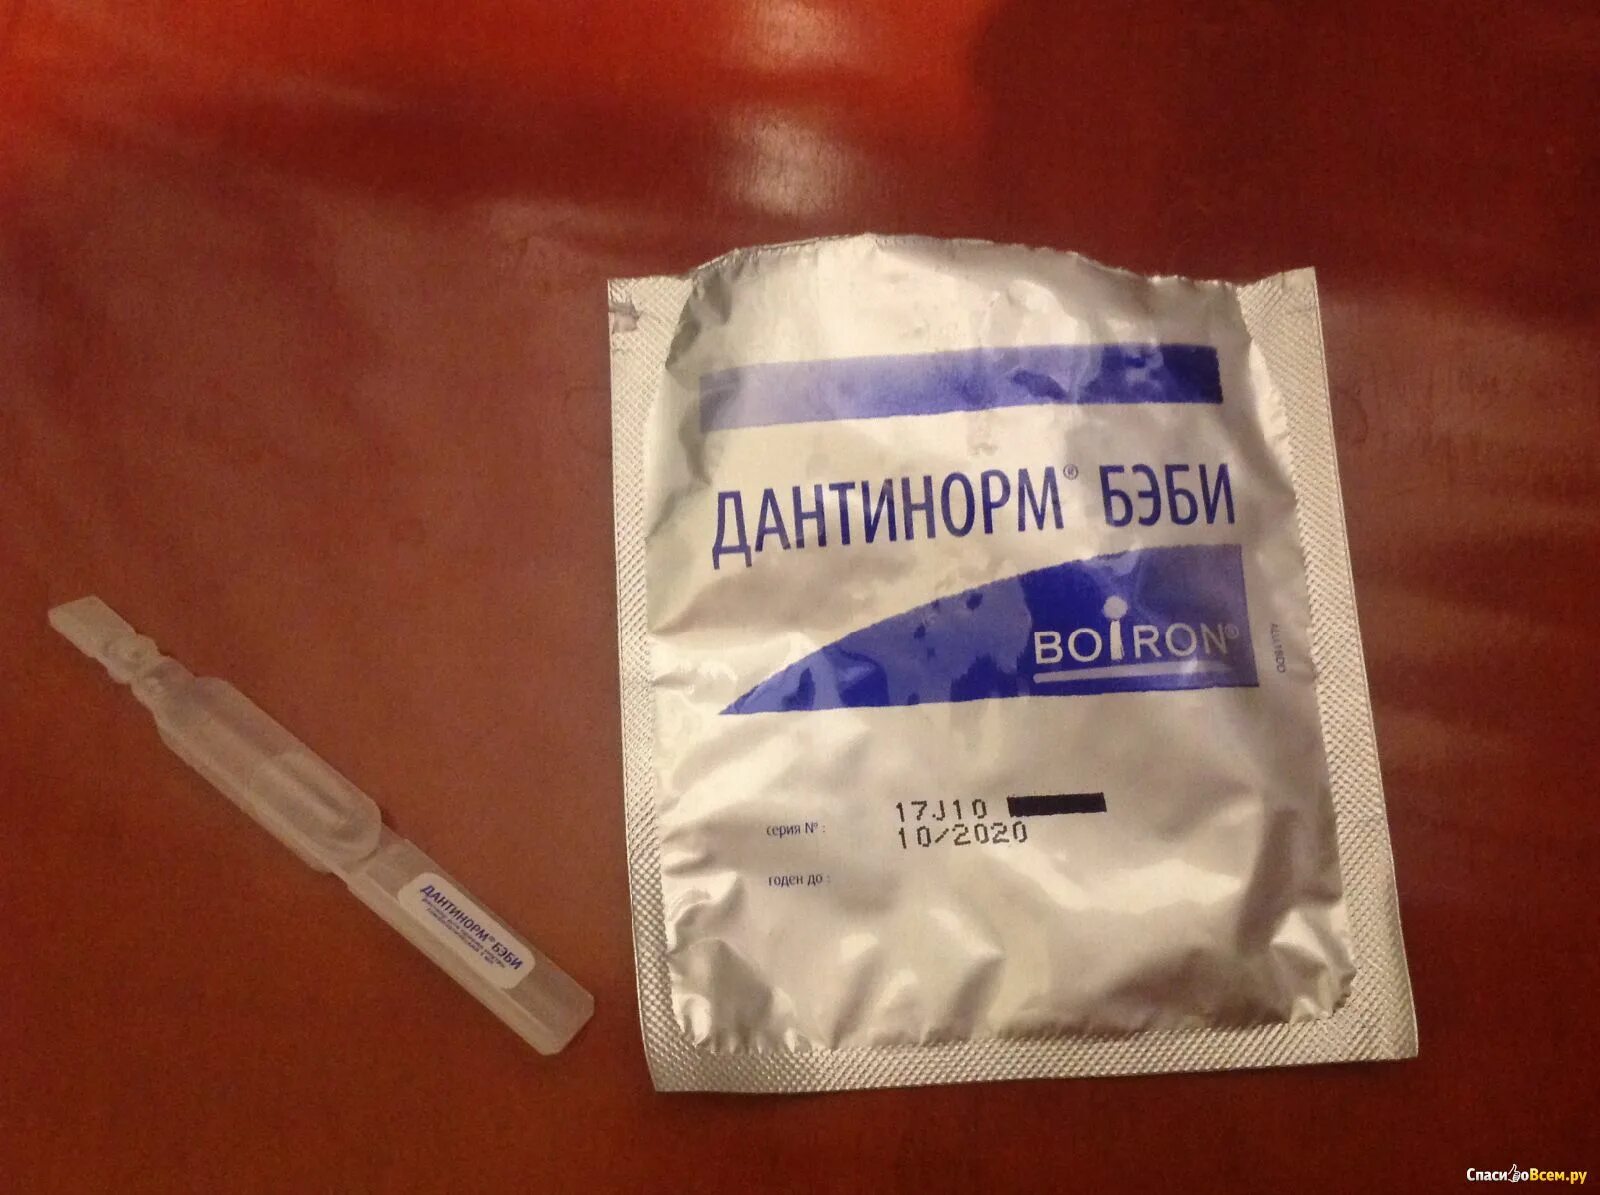 ДАНТИНОРМ® БЭБИ
BOIRON®
17J10
серия № :
10/2020
годен до :
ДАНТИНОРМ® БЭБИ
СпасибоВсем.ру